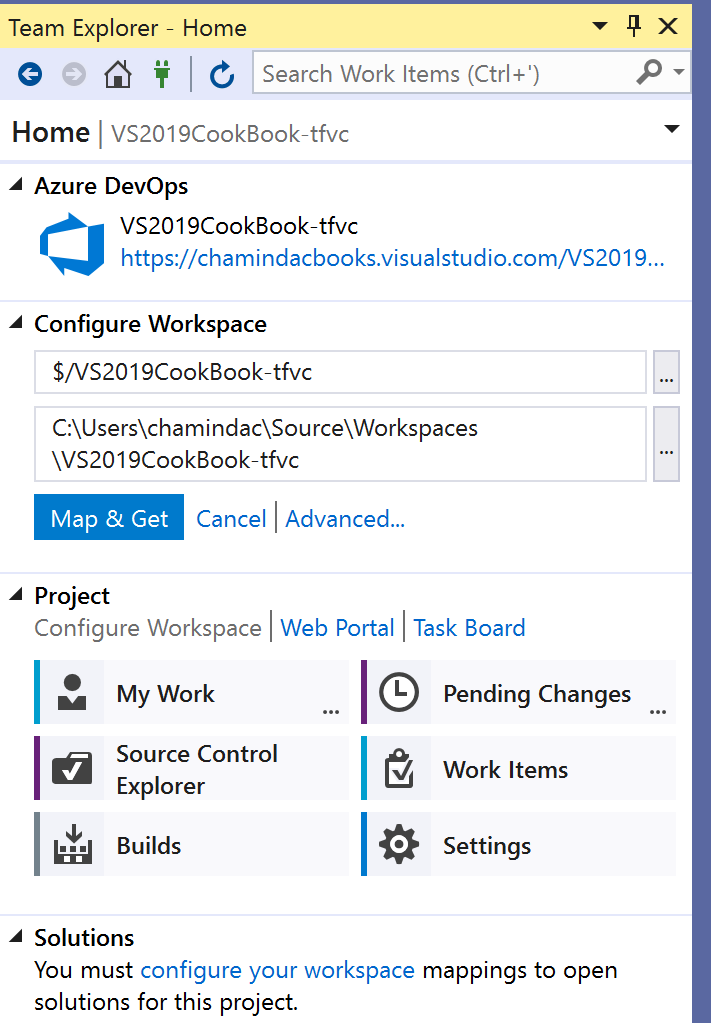 Team Explorer - Home
Search Work Items (Ctrl+')
Home | VS2019CookBook-tfvc
Azure DevOps
VS2019CookBook-tfvc
https://chamindacbooks.visualstudio.com/VS2019...
Configure Workspace
$/VS2019CookBook-tfvc
...
C:\Users\chamindac\Source\Workspaces
\VS2019CookBook-tfvc
...
Map & Get Cancel | Advanced...
Project
Configure Workspace | Web Portal | Task Board
My Work ...
Pending Changes ...
Source Control
Explorer
Work Items
Builds
Settings
Solutions
You must configure your workspace mappings to open
solutions for this project.